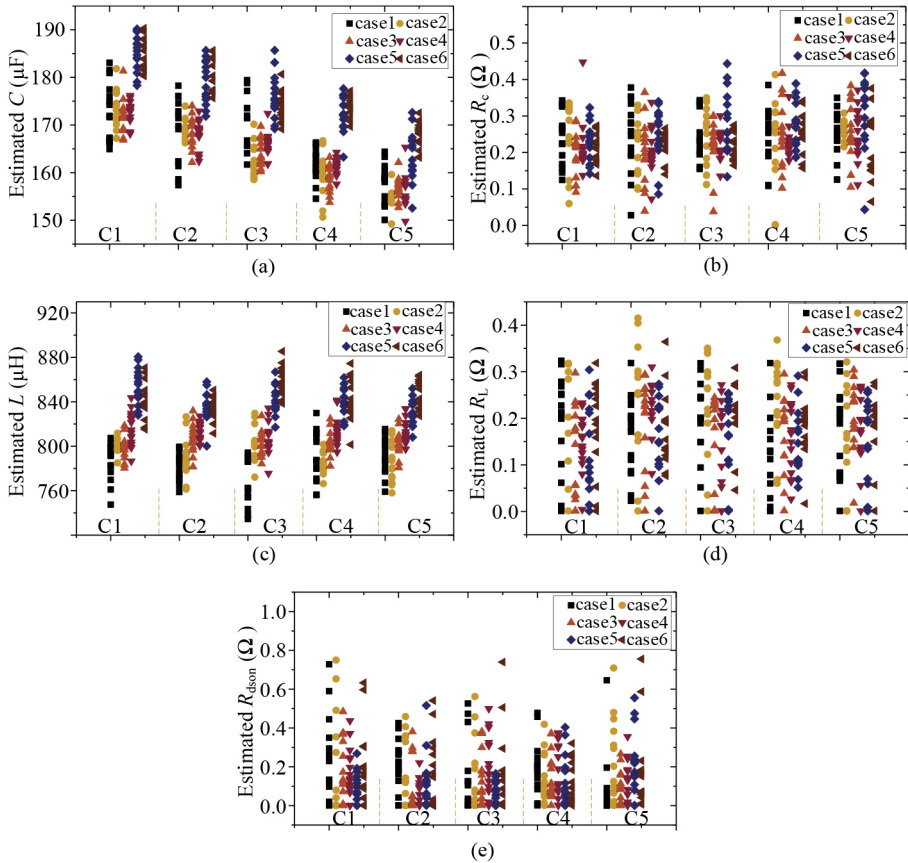 190
180
170
160
150
Estimated C (μF)
case1 case2
case3 case4
case5 case6
C1 C2 C3 C4 C5
(a)
0.5
0.4
0.3
0.2
0.1
0.0
Estimated Rc (Ω)
case1 case2
case3 case4
case5 case6
C1 C2 C3 C4 C5
(b)
920
880
840
800
760
Estimated L (μH)
case1 case2
case3 case4
case5 case6
C1 C2 C3 C4 C5
(c)
0.4
0.3
0.2
0.1
0.0
Estimated RL (Ω)
case1 case2
case3 case4
case5 case6
C1 C2 C3 C4 C5
(d)
1.0
0.8
0.6
0.4
0.2
0.0
Estimated Rdson (Ω)
case1 case2
case3 case4
case5 case6
C1 C2 C3 C4 C5
(e)